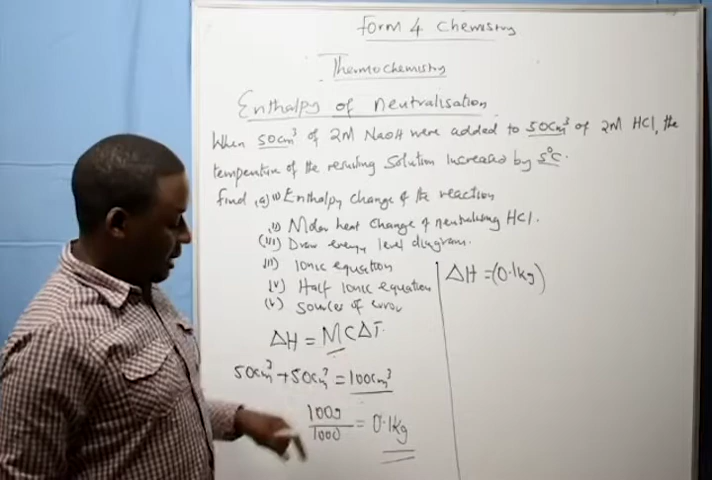 Form 4 Chemistry
Thermochemistry
Enthalpy of neutralisation
When 50cm³ of 2M NaOH were added to 50cm³ of 2M HCl, the
temperature of the resulting solution increased by 5°C.
find (a) (i) Enthalpy change of the reaction
(ii) Molar heat change of neutralising HCl.
(iii) Draw energy level diagram.
(iii) Ionic equation
(iv) Half ionic equation
(v) Sources of error
ΔH = MCΔT
50cm³ + 50cm³ = 100cm³
100g
1000 = 0.1kg
ΔH = (0.1kg)